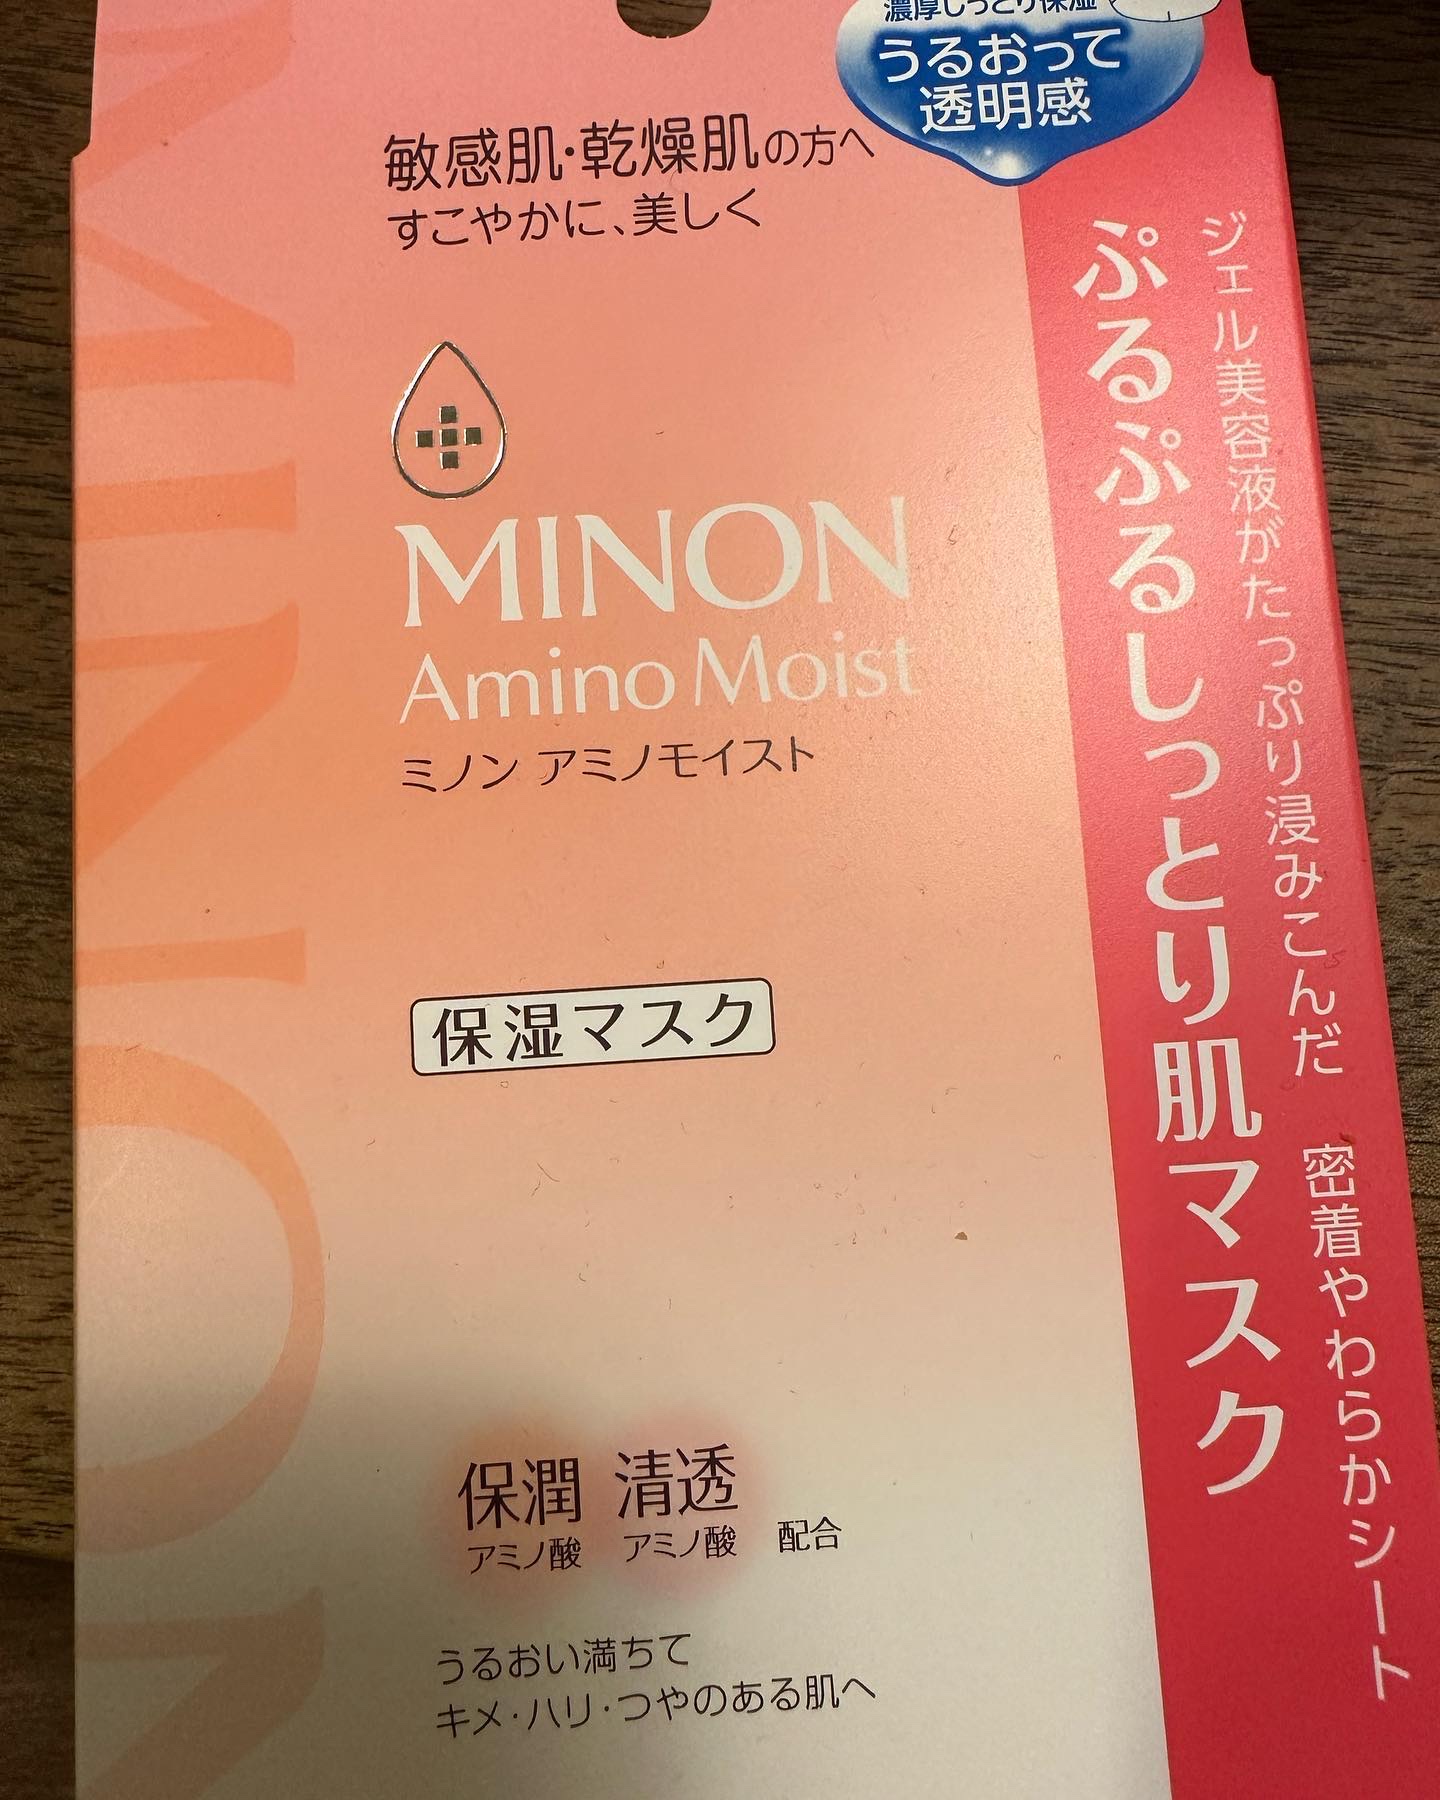 濃厚しっとり保湿
うるおって
透明感
敏感肌・乾燥肌の方へ
すこやかに、美しく
MINON
Amino Moist
ミノン アミノモイスト
保湿マスク
ジェル美容液がたっぷり浸みこんだ 密着やわらかシート
ぷるぷるしっとり肌マスク
保潤 清透
アミノ酸 アミノ酸 配合
うるおい満ちて
キメ・ハリ・つやのある肌へ
MINON